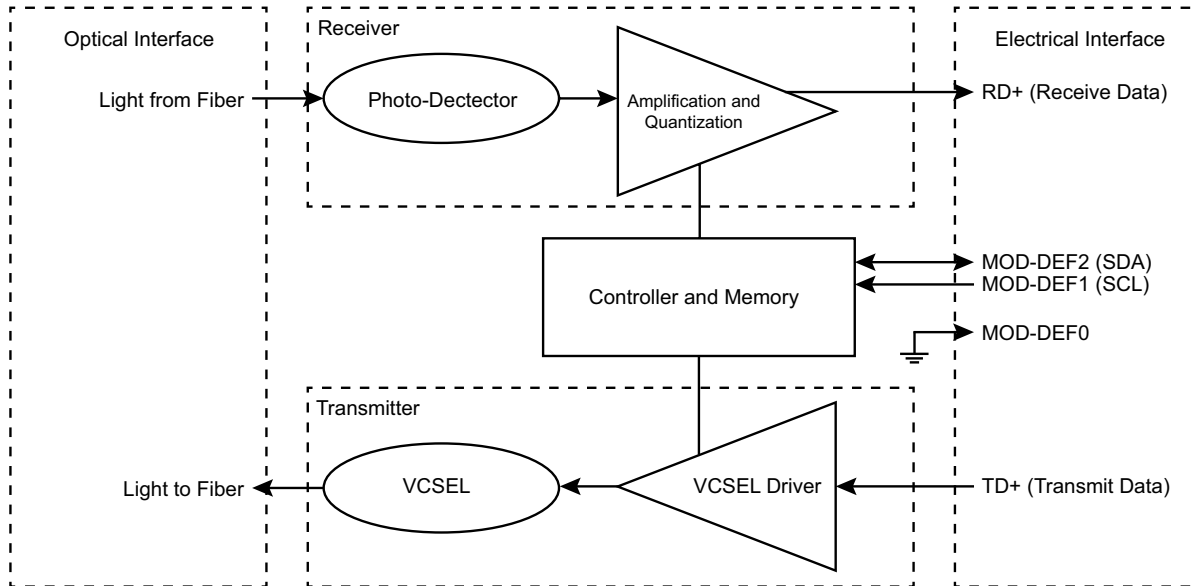 Optical Interface
Receiver
Electrical Interface
Light from Fiber
Photo-Dectector
Amplification and
Quantization
RD+ (Receive Data)
Controller and Memory
MOD-DEF2 (SDA)
MOD-DEF1 (SCL)
MOD-DEF0
Transmitter
Light to Fiber
VCSEL
VCSEL Driver
TD+ (Transmit Data)